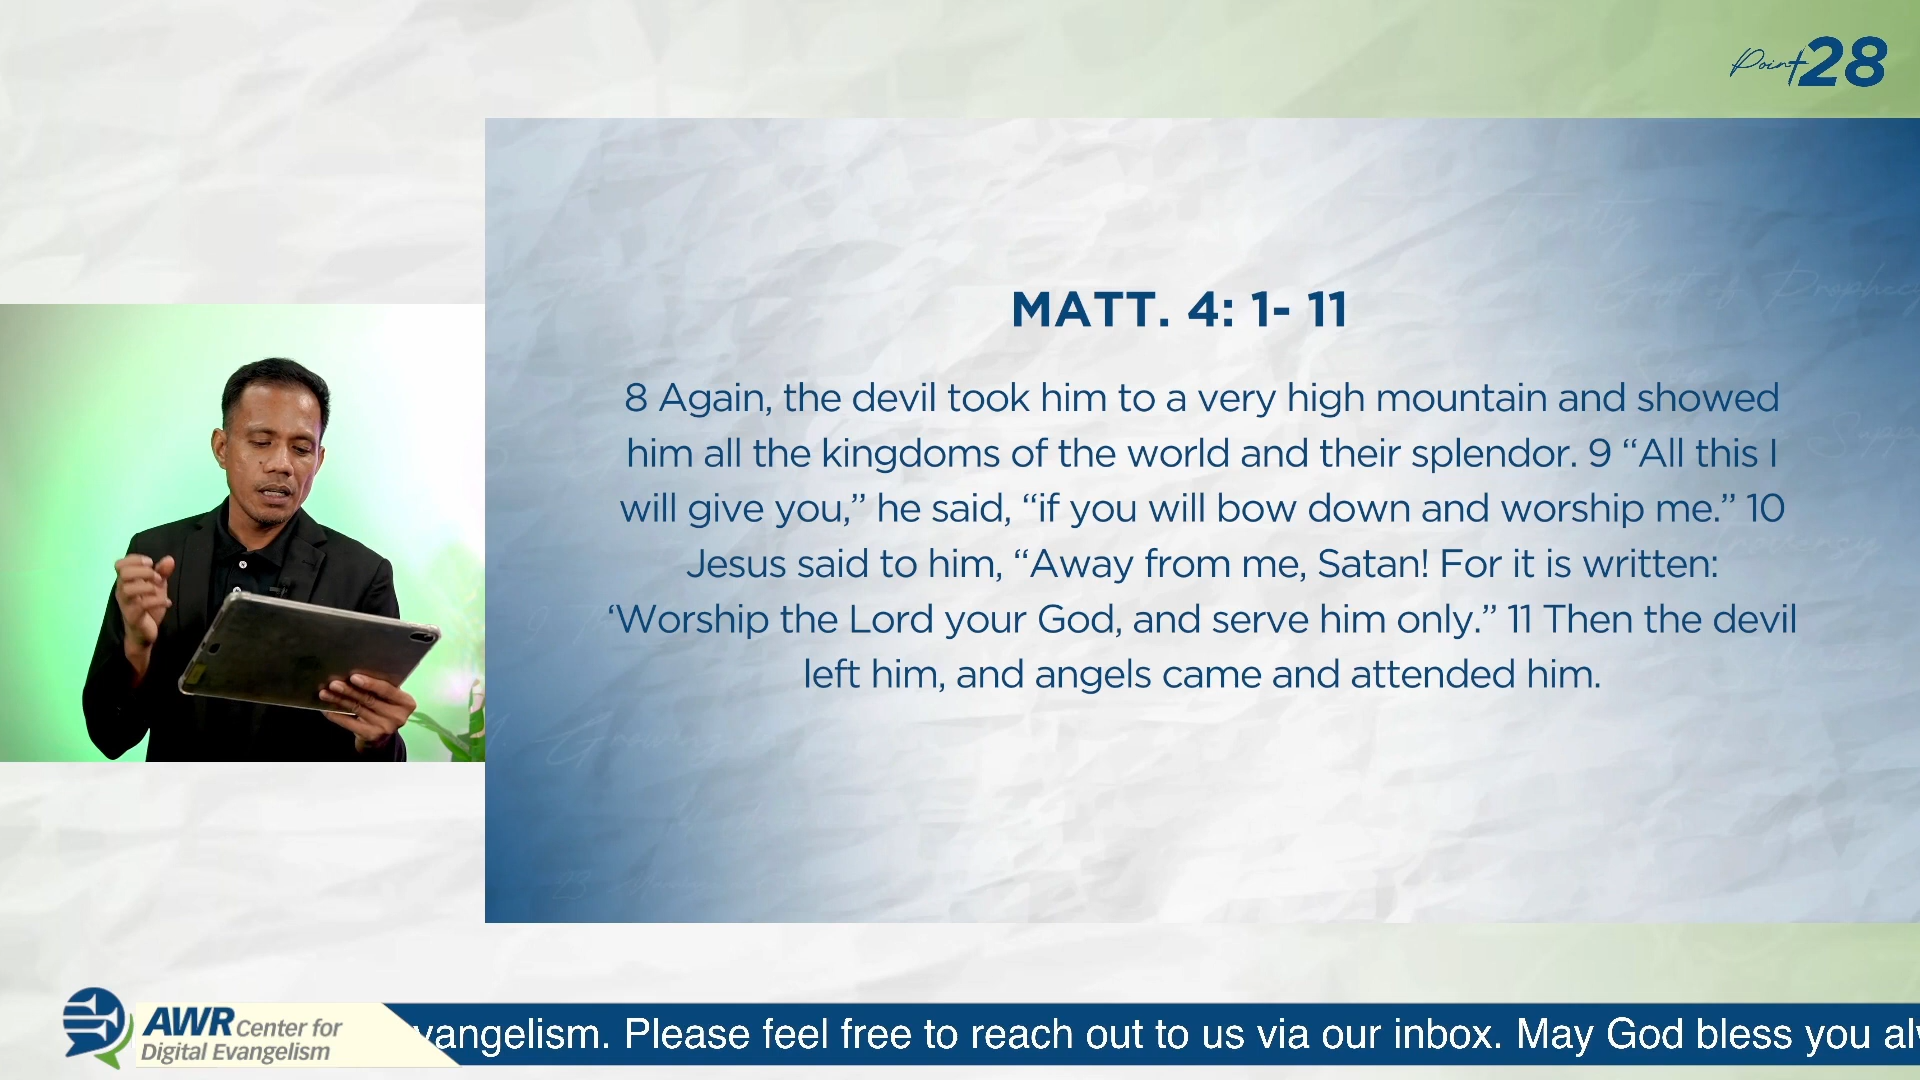 Point28
MATT. 4: 1- 11
8 Again, the devil took him to a very high mountain and showed
him all the kingdoms of the world and their splendor. 9 “All this I
will give you,” he said, “if you will bow down and worship me.” 10
Jesus said to him, “Away from me, Satan! For it is written:
‘Worship the Lord your God, and serve him only.” 11 Then the devil
left him, and angels came and attended him.
AWR Center for
Digital Evangelism
vangelism. Please feel free to reach out to us via our inbox. May God bless you